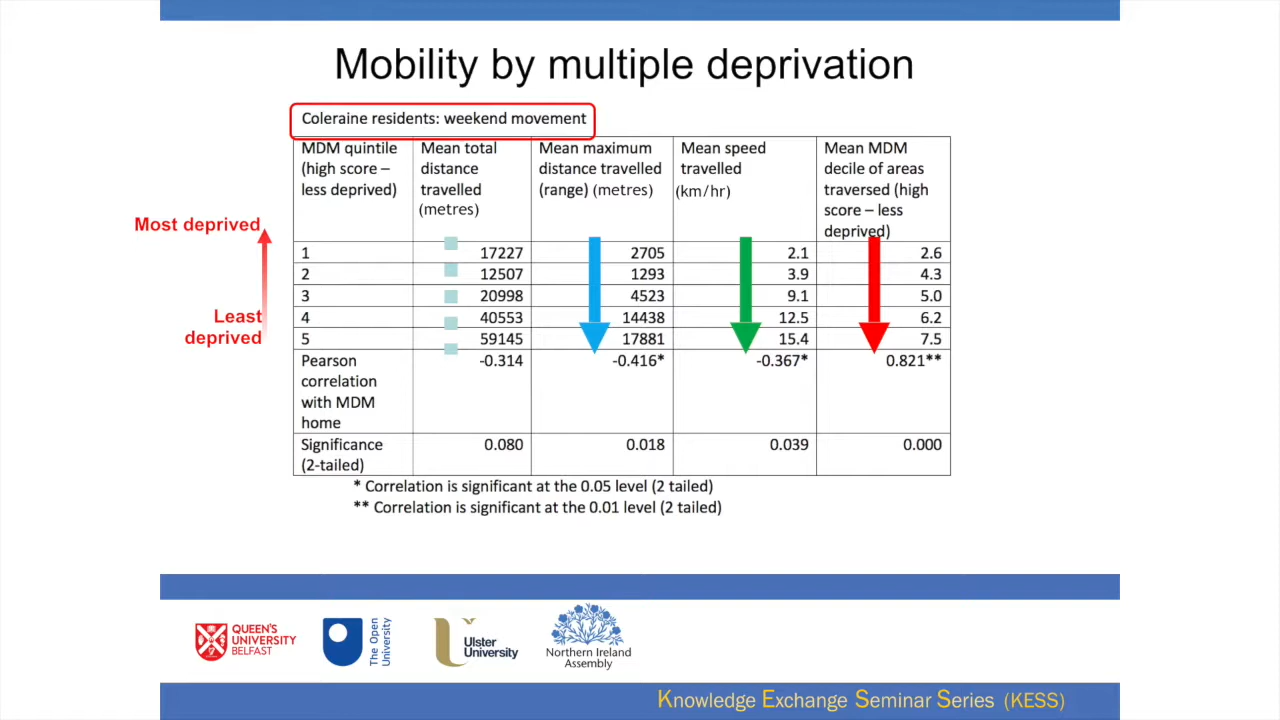 Mobility by multiple deprivation
Coleraine residents: weekend movement
MDM quintile
(high score –
less deprived)
Mean total
distance
travelled
(metres)
Mean maximum
distance travelled
(range) (metres)
Mean speed
travelled
(km/hr)
Mean MDM
decile of areas
traversed (high
score – less
deprived)
Most deprived
Least
deprived
1 17227 2705 2.1 2.6
2 12507 1293 3.9 4.3
3 20998 4523 9.1 5.0
4 40553 14438 12.5 6.2
5 59145 17881 15.4 7.5
Pearson
correlation
with MDM
home
-0.314 -0.416* -0.367* 0.821**
Significance
(2-tailed)
0.080 0.018 0.039 0.000
* Correlation is significant at the 0.05 level (2 tailed)
** Correlation is significant at the 0.01 level (2 tailed)
QUEEN'S
UNIVERSITY
BELFAST
The Open
University
Ulster
University
Northern Ireland
Assembly
Knowledge Exchange Seminar Series (KESS)